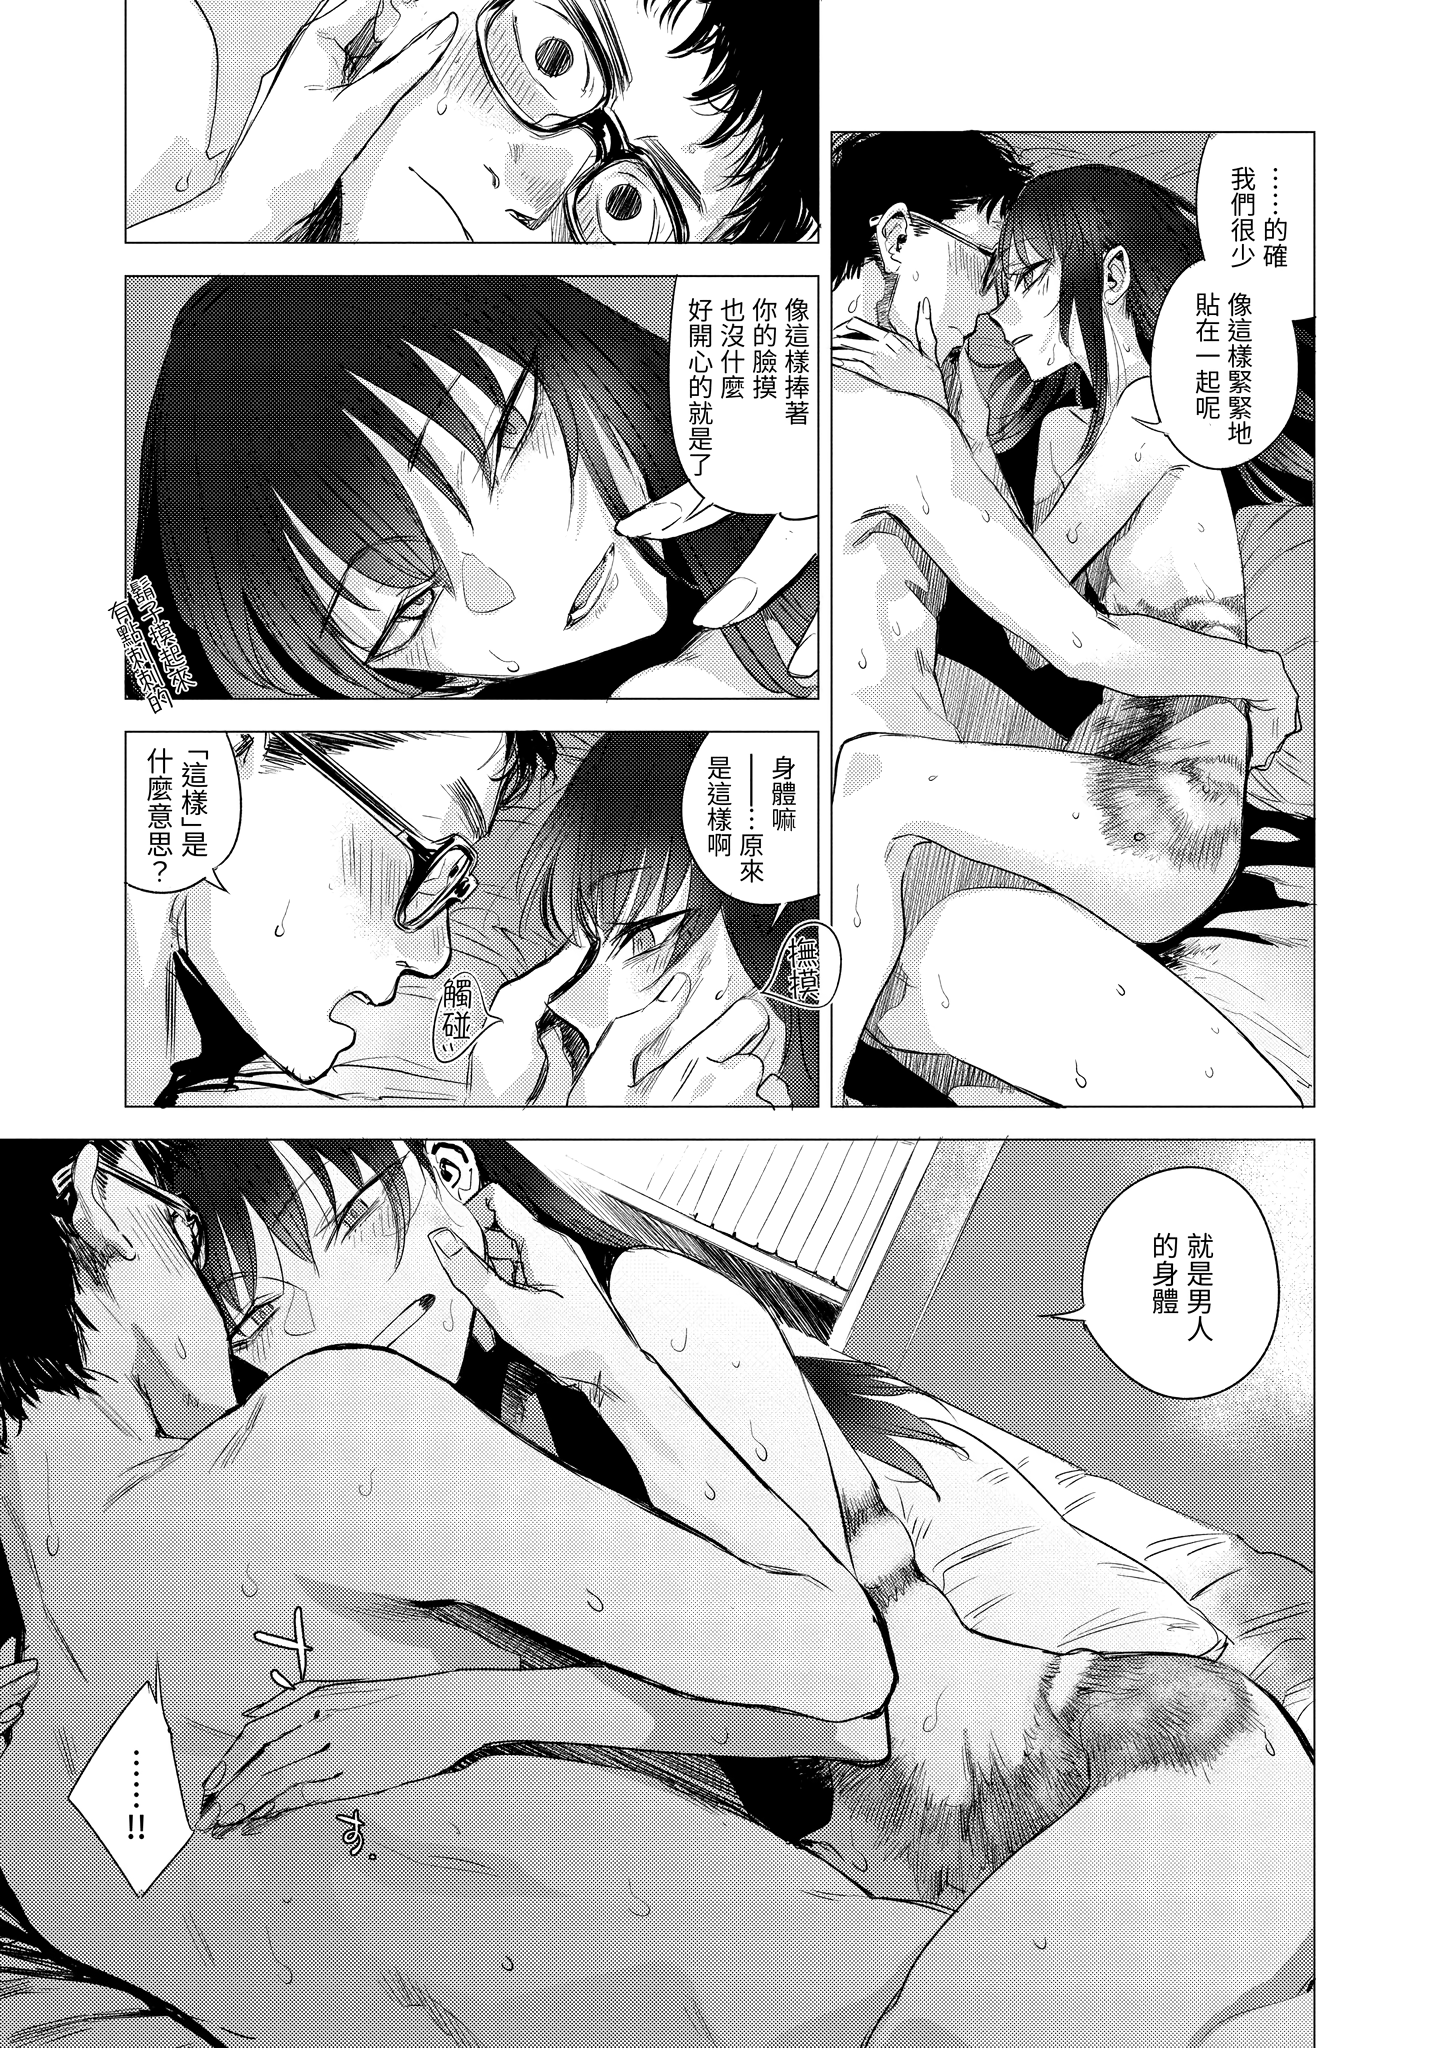 ……的確
我們很少
像這樣緊緊地
貼在一起呢
像這樣捧著
你的臉摸
也沒什麼
好開心的就是了
鬍子摸起來
有點刺刺的
身體嘛
——…原來
是這樣啊
撫摸
觸碰
「這樣」是
什麼意思？
就是男人
的身體
す。
……!!